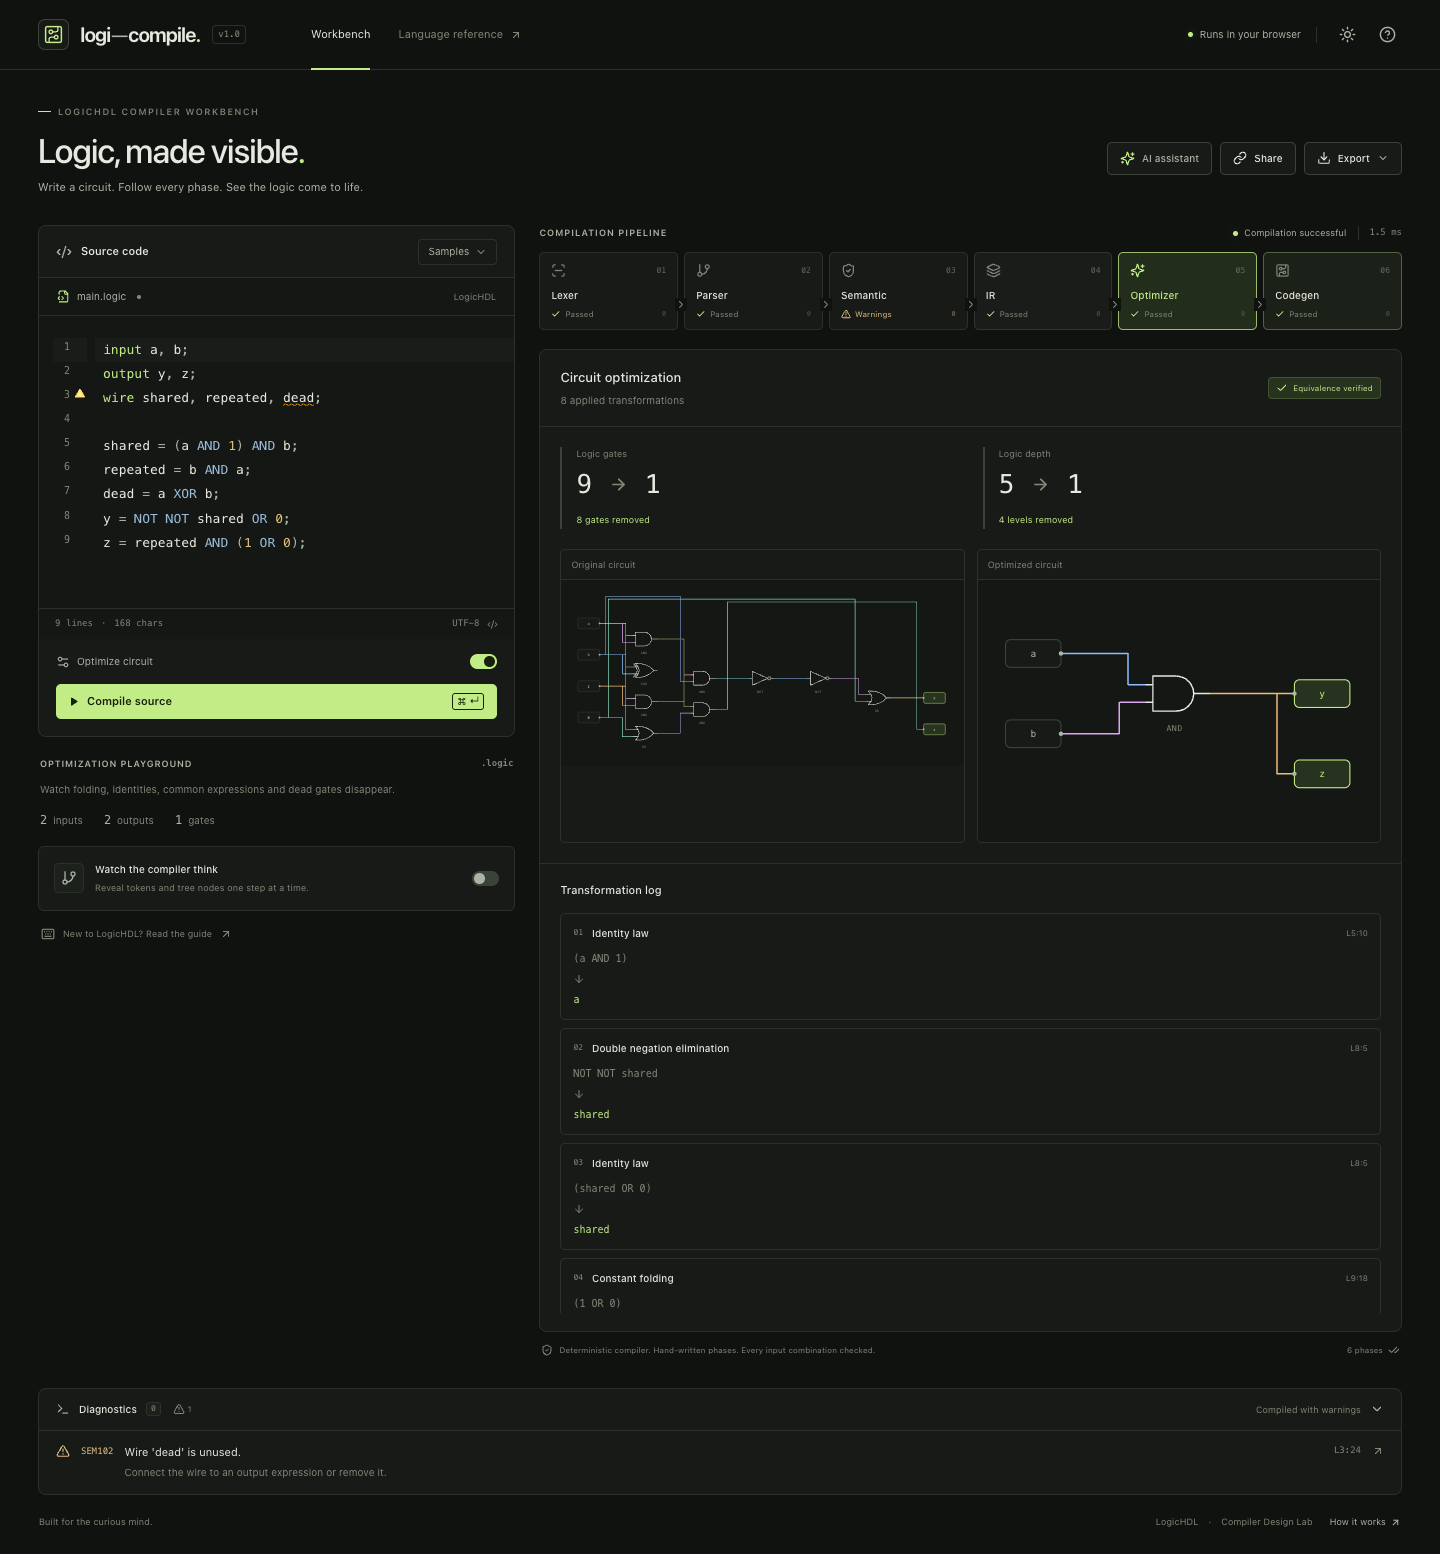 logi—compile. v1.0
Workbench
Language reference
Runs in your browser
LOGICHDL COMPILER WORKBENCH
Logic, made visible.
Write a circuit. Follow every phase. See the logic come to life.
AI assistant
Share
Export
Source code
Samples
main.logic
LogicHDL
1 input a, b;
2 output y, z;
3 wire shared, repeated, dead;
4
5 shared = (a AND 1) AND b;
6 repeated = b AND a;
7 dead = a XOR b;
8 y = NOT NOT shared OR 0;
9 z = repeated AND (1 OR 0);
9 lines · 168 chars
UTF-8
Optimize circuit
Compile source ⌘ ↵
OPTIMIZATION PLAYGROUND
.logic
Watch folding, identities, common expressions and dead gates disappear.
2 inputs 2 outputs 1 gates
Watch the compiler think
Reveal tokens and tree nodes one step at a time.
New to LogicHDL? Read the guide
COMPILATION PIPELINE
Compilation successful
1.5 ms
01
Lexer
Passed
02
Parser
Passed
03
Semantic
Warnings
04
IR
Passed
05
Optimizer
Passed
06
Codegen
Passed
Circuit optimization
8 applied transformations
Equivalence verified
Logic gates
9 → 1
8 gates removed
Logic depth
5 → 1
4 levels removed
Original circuit
Optimized circuit
a
b
AND
y
z
Transformation log
01 Identity law L5:10
(a AND 1)
↓
a
02 Double negation elimination L8:5
NOT NOT shared
↓
shared
03 Identity law L8:5
(shared OR 0)
↓
shared
04 Constant folding L9:18
(1 OR 0)
Deterministic compiler. Hand-written phases. Every input combination checked.
6 phases
Diagnostics 0 1
Compiled with warnings
SEM102 Wire 'dead' is unused. L3:24
Connect the wire to an output expression or remove it.
Built for the curious mind.
LogicHDL · Compiler Design Lab How it works